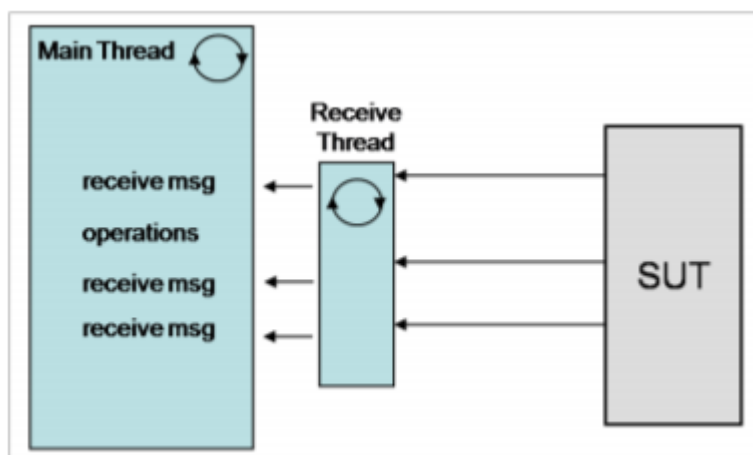 Main Thread
Receive
Thread
receive msg
operations
receive msg
receive msg
SUT